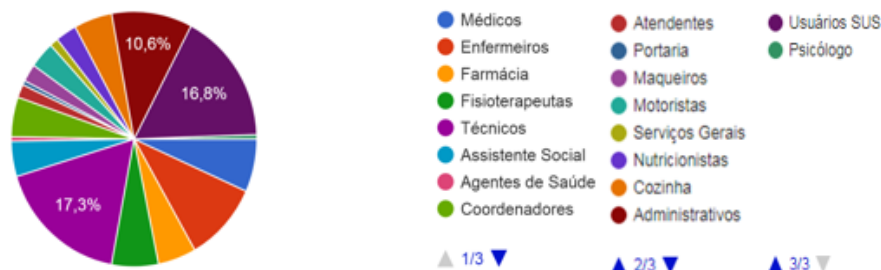 10,6%
16,8%
17,3%
Médicos
Enfermeiros
Farmácia
Fisioterapeutas
Técnicos
Assistente Social
Agentes de Saúde
Coordenadores
1/3
Atendentes
Portaria
Maqueiros
Motoristas
Serviços Gerais
Nutricionistas
Cozinha
Administrativos
2/3
Usuários SUS
Psicólogo
3/3